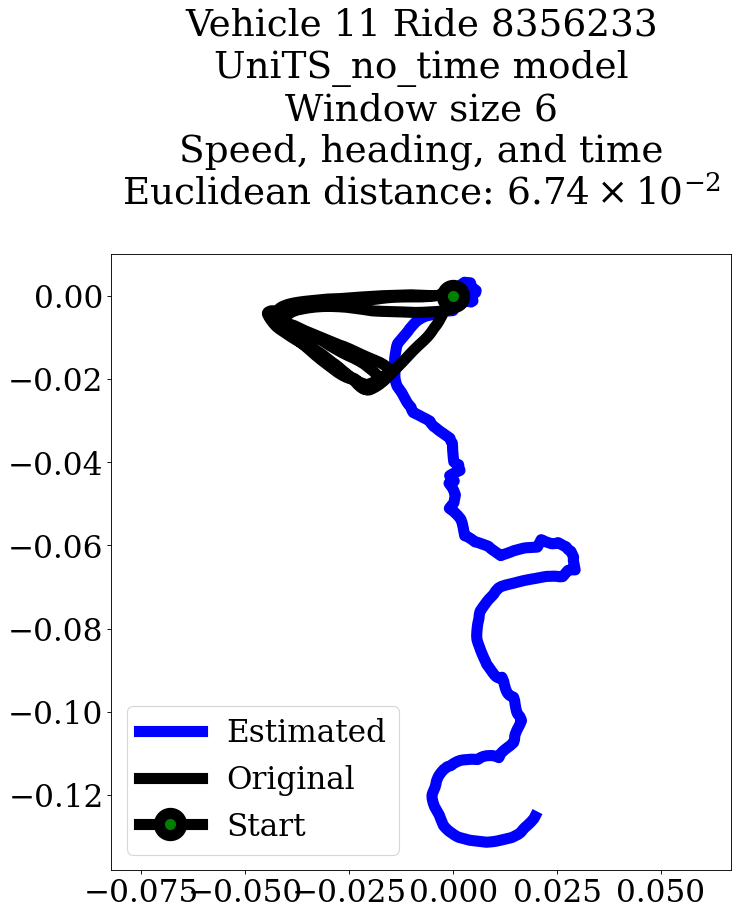 Vehicle 11 Ride 8356233
UniTS_no_time model
Window size 6
Speed, heading, and time
Euclidean distance: 6.74 × 10⁻²
0.00
−0.02
−0.04
−0.06
−0.08
−0.10
−0.12
Estimated
Original
Start
−0.075 −0.050 −0.025 0.000 0.025 0.050